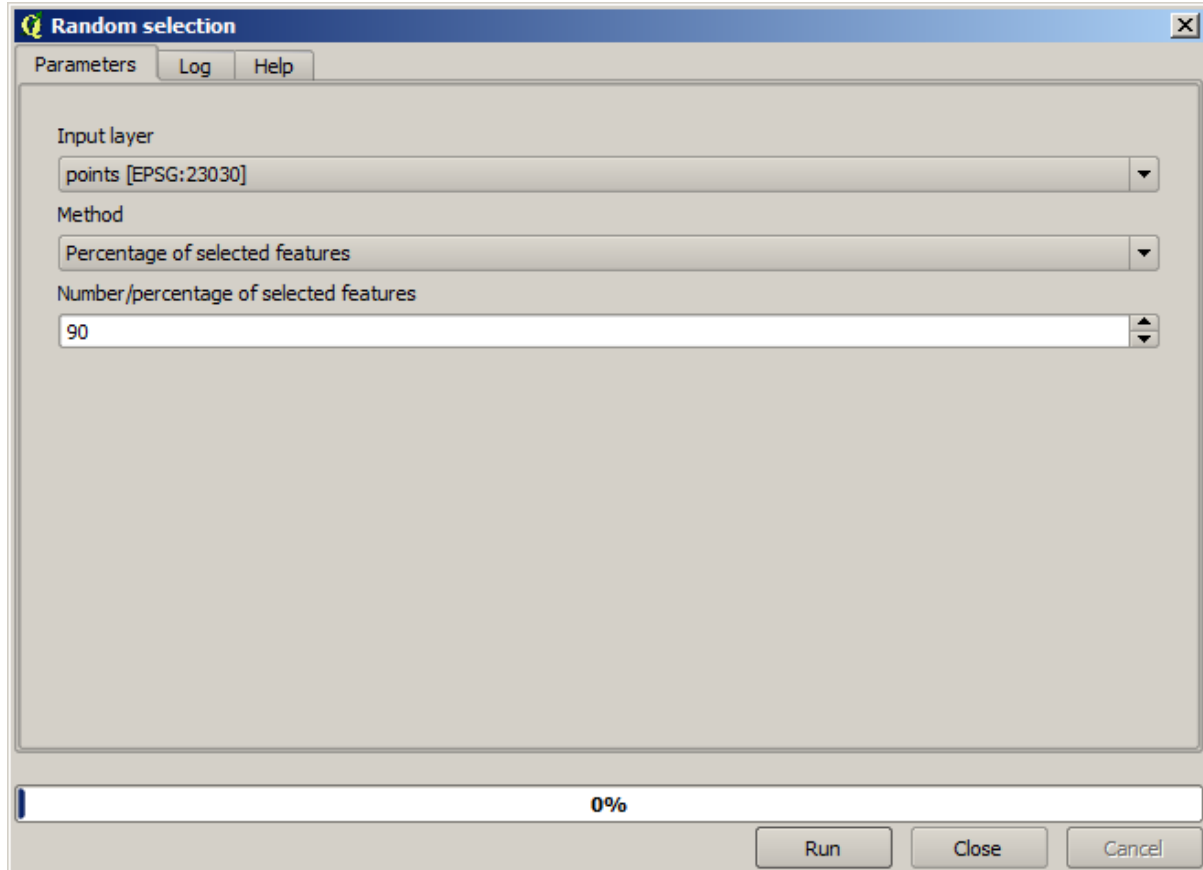 Random selection
Parameters Log Help
Input layer
points [EPSG:23030]
Method
Percentage of selected features
Number/percentage of selected features
90
0%
Run Close Cancel